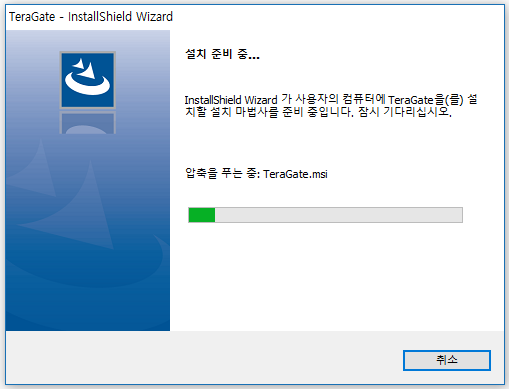 TeraGate - InstallShield Wizard
설치 준비 중...
InstallShield Wizard 가 사용자의 컴퓨터에 TeraGate을(를) 설
치할 설치 마법사를 준비 중입니다. 잠시 기다리십시오.
압축을 푸는 중: TeraGate.msi
취소